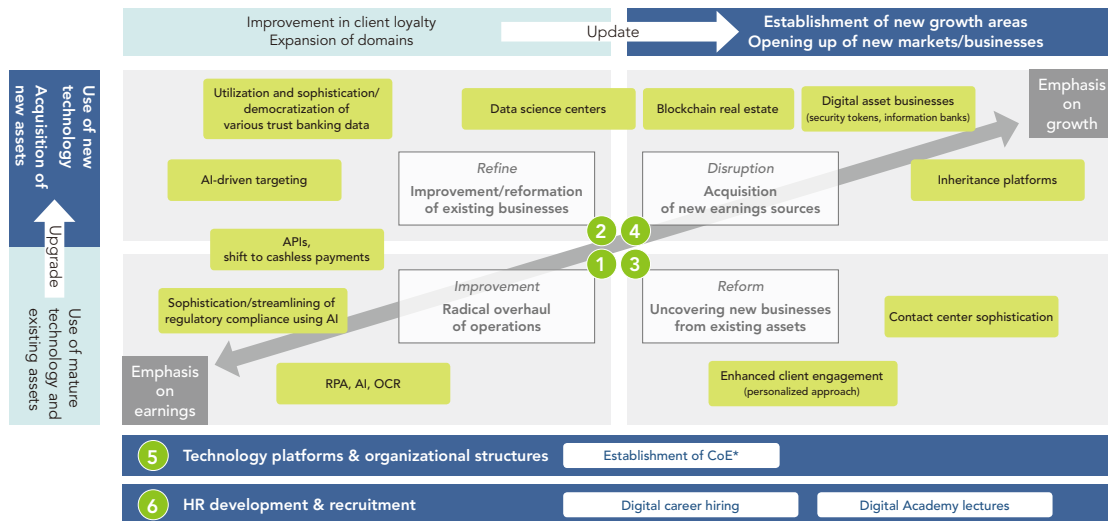 Improvement in client loyalty
Expansion of domains
Update
Establishment of new growth areas
Opening up of new markets/businesses
Use of new
technology
Acquisition of
new assets
Upgrade
Use of mature
technology and
existing assets
Utilization and sophistication/
democratization of
various trust banking data
Data science centers
Blockchain real estate
Digital asset businesses
(security tokens, information banks)
Emphasis
on
growth
AI-driven targeting
Refine
Improvement/reformation
of existing businesses
Disruption
Acquisition
of new earnings sources
Inheritance platforms
2
4
APIs,
shift to cashless payments
1
3
Sophistication/streamlining of
regulatory compliance using AI
Improvement
Radical overhaul
of operations
Reform
Uncovering new businesses
from existing assets
Contact center sophistication
Emphasis
on
earnings
RPA, AI, OCR
Enhanced client engagement
(personalized approach)
5
Technology platforms & organizational structures
Establishment of CoE*
6
HR development & recruitment
Digital career hiring
Digital Academy lectures